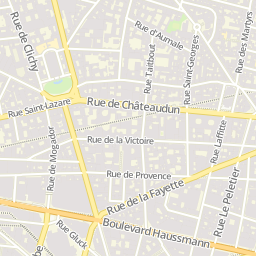 Rue de Clichy
Rue d'Aumale
Rue Saint-Georges
Rue des Martyrs
Rue Taitbout
Rue Saint-Lazare
Rue de Châteaudun
Rue de Mogador
Rue de la Victoire
Rue Laffitte
Rue de Provence
Rue de la Fayette
Rue Le Peletier
Rue Gluck
Boulevard Haussmann